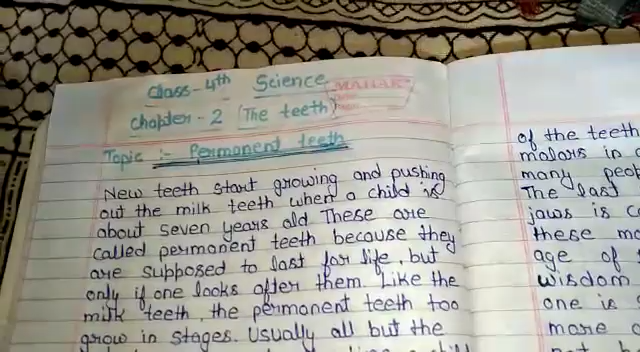 Class - 4th Science
MAHAK
Chapter - 2 (The teeth)
Topic :- Permanent teeth
New teeth start growing and pushing
out the milk teeth when a child is
about seven years old These are
called permanent teeth because they
are supposed to last for life, but
only if one looks after them. Like the
milk teeth, the permanent teeth too
grow in stages. Usually all but the
of the teeth
molars in
many
The last
jaws is
these
age of
wisdom
one is
more